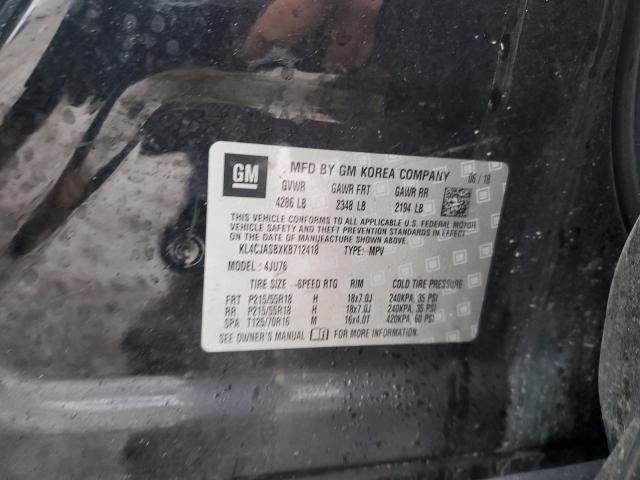 GM MFD BY GM KOREA COMPANY 06 / 18
GVWR GAWR FRT GAWR RR
4286 LB 2348 LB 2194 LB
THIS VEHICLE CONFORMS TO ALL APPLICABLE U.S. FEDERAL MOTOR
VEHICLE SAFETY AND THEFT PREVENTION STANDARDS IN EFFECT ON
THE DATE OF MANUFACTURE SHOWN ABOVE.
KL4CJASBXKB712418 TYPE: MPV
MODEL : 4JU76
TIRE SIZE SPEED RTG RIM COLD TIRE PRESSURE
FRT P215/55R18 H 18x7.0J 240KPA, 35 PSI
RR P215/55R18 H 18x7.0J 240KPA, 35 PSI
SPA T125/70R16 M 16x4.0T 420KPA, 60 PSI
SEE OWNER'S MANUAL FOR MORE INFORMATION.